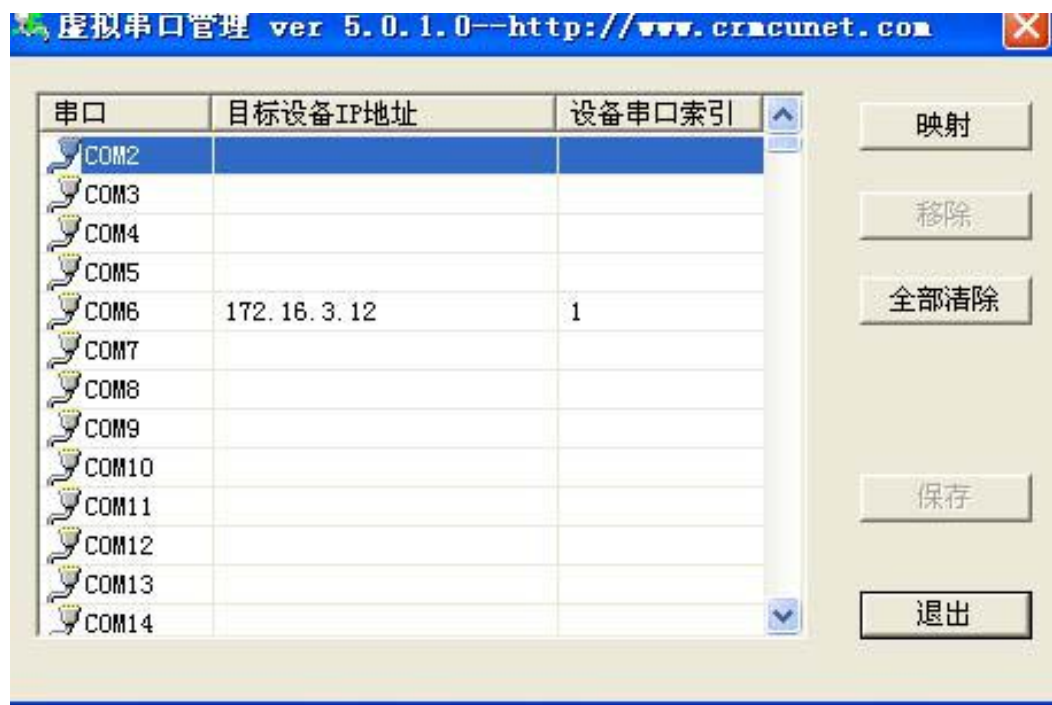 虚拟串口管理 ver 5.0.1.0--http://www.crmcunet.com
串口 目标设备IP地址 设备串口索引
映射
COM2
COM3
移除
COM4
COM5
全部清除
COM6 172.16.3.12 1
COM7
COM8
COM9
COM10
保存
COM11
COM12
COM13
退出
COM14